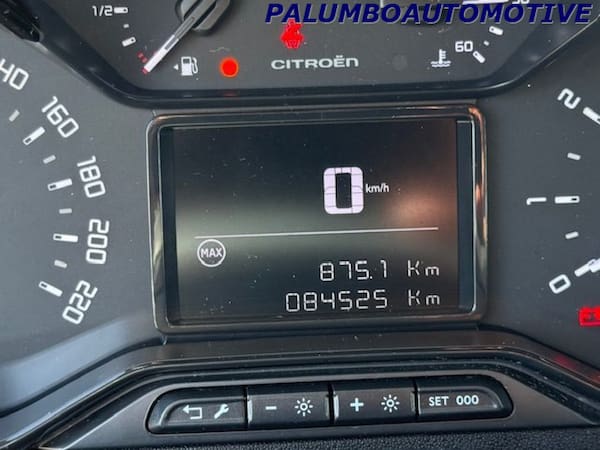 PALUMBOAUTOMOTIVE
1/2
CITROËN
60
140
160
180
200
220
2
1
0
0 km/h
MAX
875.1 Km
084525 Km
-
+
SET 000